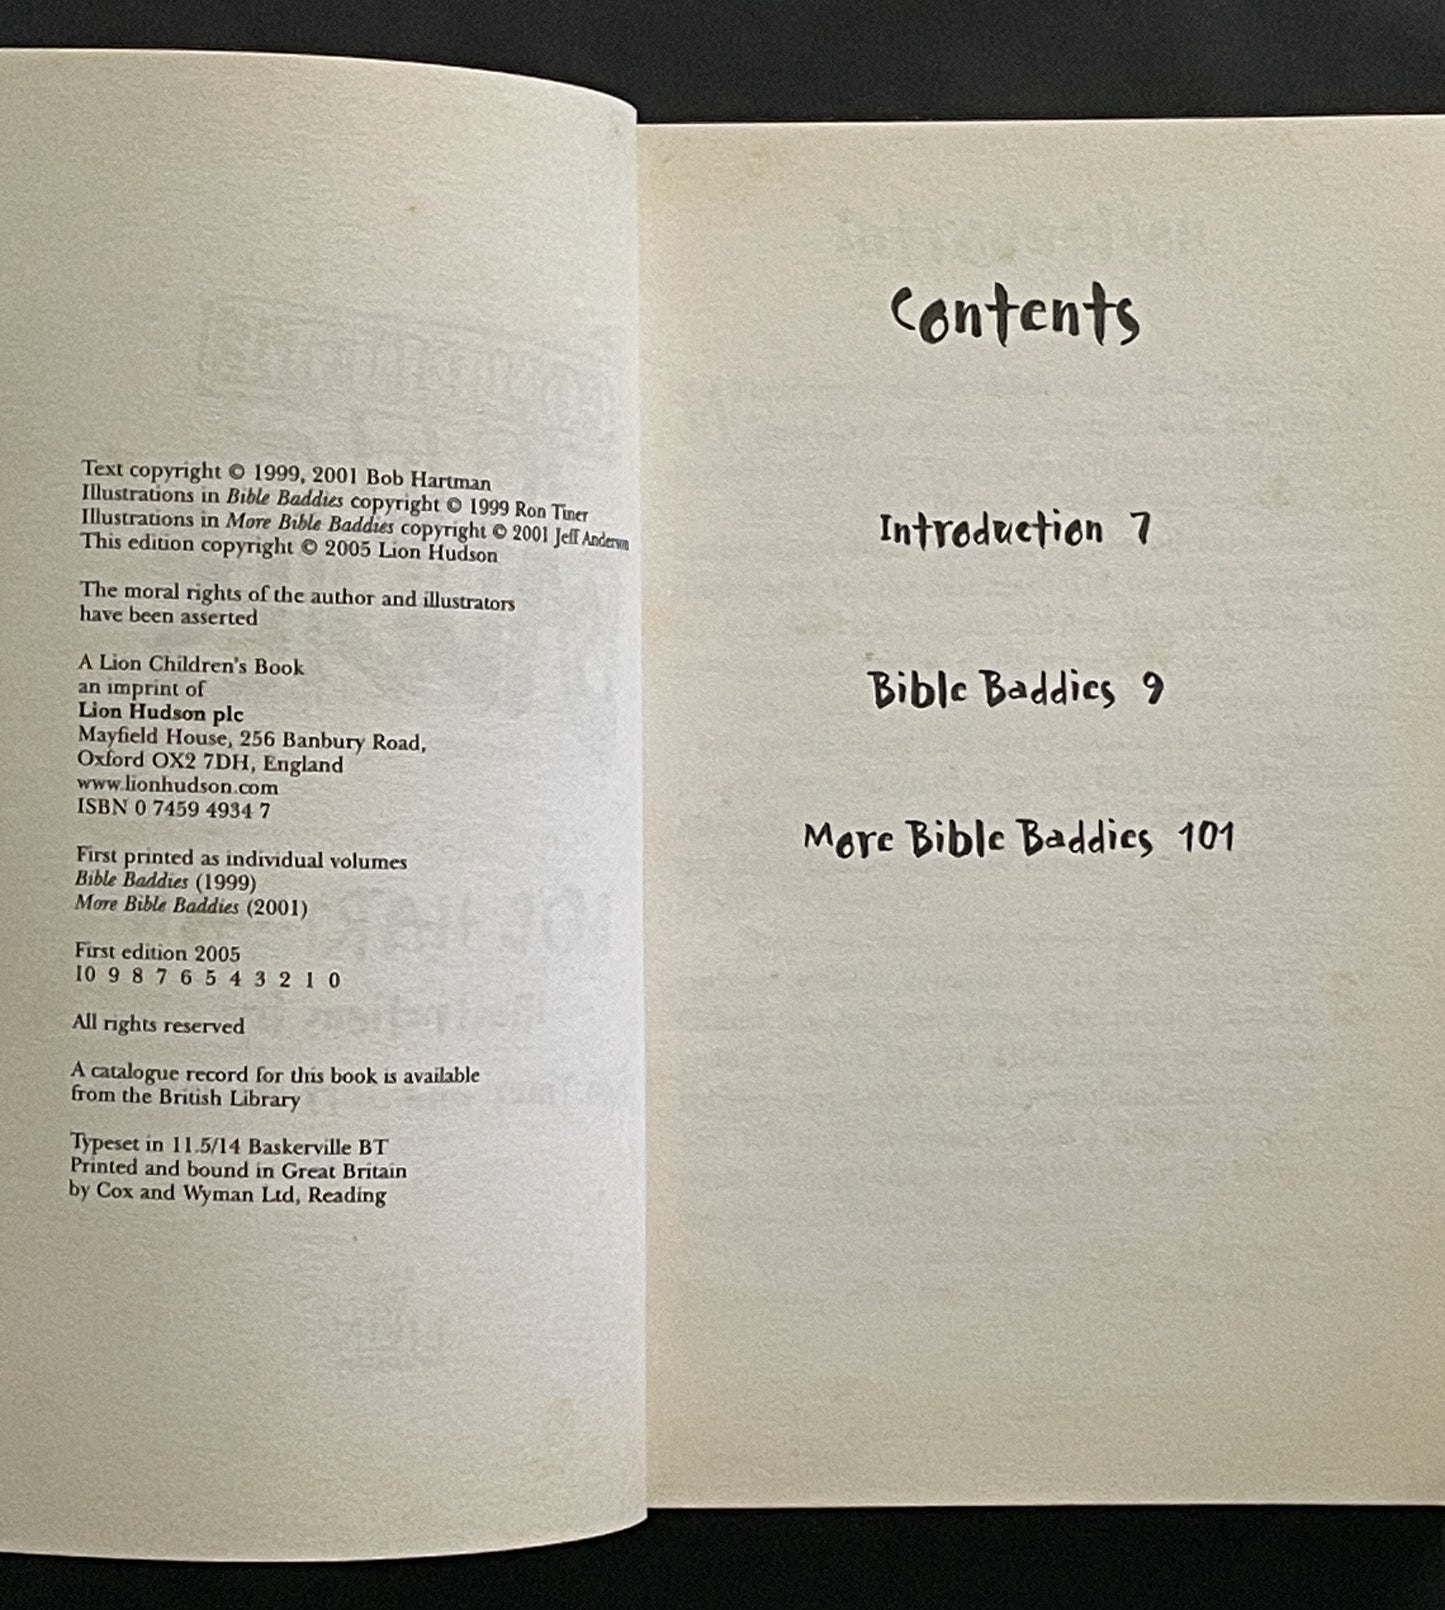 Text copyright © 1999, 2001 Bob Hartman
Illustrations in Bible Baddies copyright © 1999 Ron Tiner
Illustrations in More Bible Baddies copyright © 2001 Jeff Anderson
This edition copyright © 2005 Lion Hudson
The moral rights of the author and illustrators
have been asserted
A Lion Children's Book
an imprint of
Lion Hudson plc
Mayfield House, 256 Banbury Road,
Oxford OX2 7DH, England
www.lionhudson.com
ISBN 0 7459 4934 7
First printed as individual volumes
Bible Baddies (1999)
More Bible Baddies (2001)
First edition 2005
10 9 8 7 6 5 4 3 2 1 0
All rights reserved
A catalogue record for this book is available
from the British Library
Typeset in 11.5/14 Baskerville BT
Printed and bound in Great Britain
by Cox and Wyman Ltd, Reading
Contents
Introduction 7
Bible Baddies 9
More Bible Baddies 101